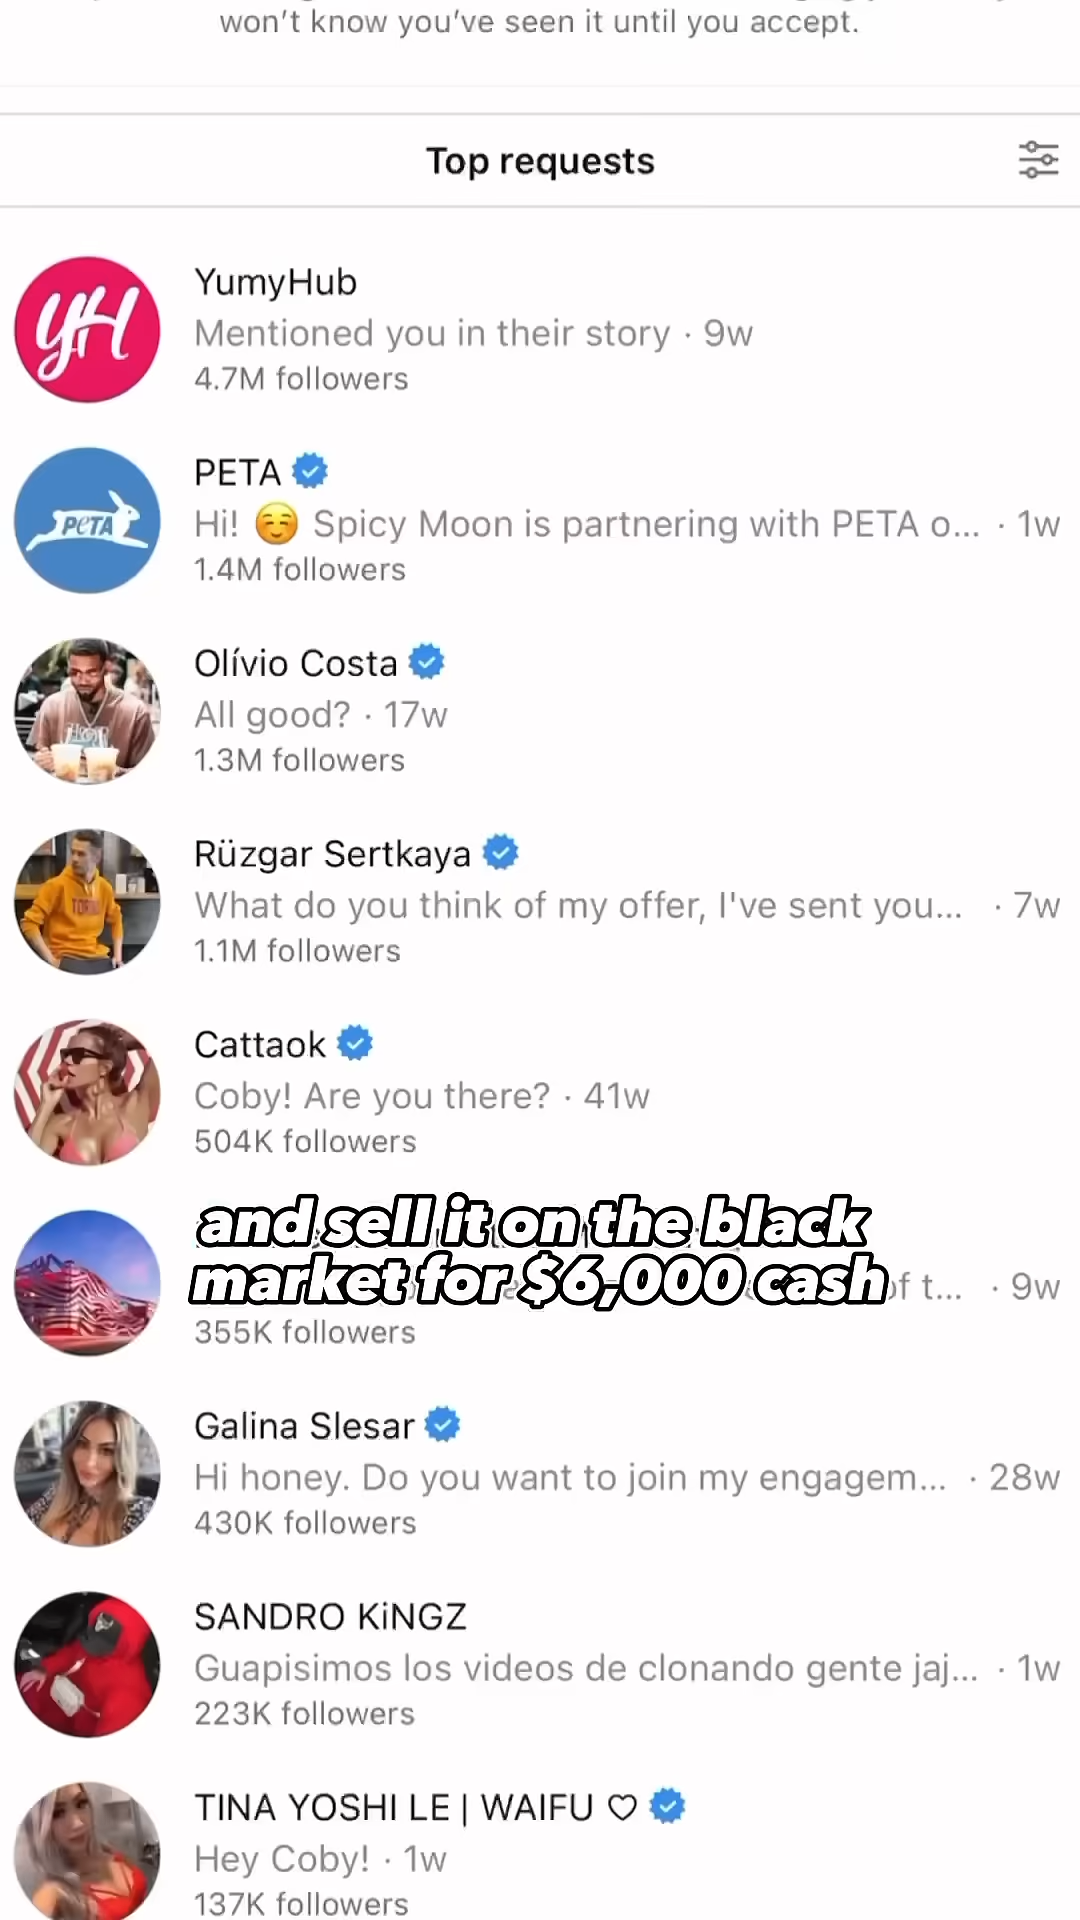 won't know you've seen it until you accept.
Top requests
YH
YumyHub
Mentioned you in their story · 9w
4.7M followers
PeTA
PETA
Hi! ☺️ Spicy Moon is partnering with PETA o... · 1w
1.4M followers
Olívio Costa
All good? · 17w
1.3M followers
Rüzgar Sertkaya
What do you think of my offer, I've sent you... · 7w
1.1M followers
Cattaok
Coby! Are you there? · 41w
504K followers
and sell it on the black
market for $6,000 cash
of t... · 9w
355K followers
Galina Slesar
Hi honey. Do you want to join my engagem... · 28w
430K followers
SANDRO KiNGZ
Guapisimos los videos de clonando gente jaj... · 1w
223K followers
TINA YOSHI LE | WAIFU ♡
Hey Coby! · 1w
137K followers